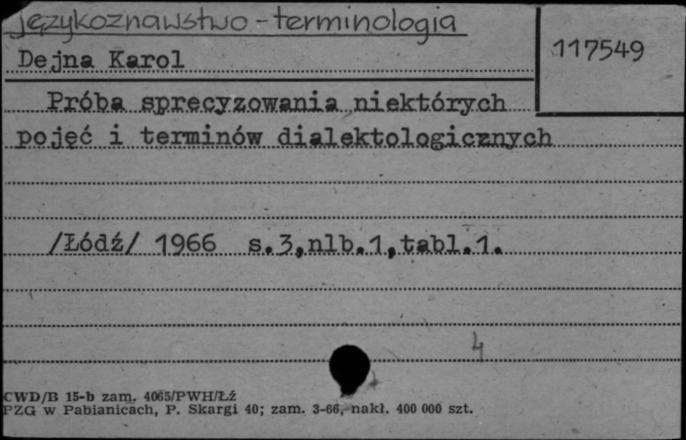 językoznawstwo - terminologia
117549
Dejna Karol
Próba sprecyzowania niektórych
pojęć i terminów dialektologicznych
/Łódź/ 1966 s.3,nlb.1,tabl.1.
4
CWD/B 15-b zam. 4065/PWH/Łź
PZG w Pabianicach, P. Skargi 40; zam. 3-66, nakł. 400 000 szt.